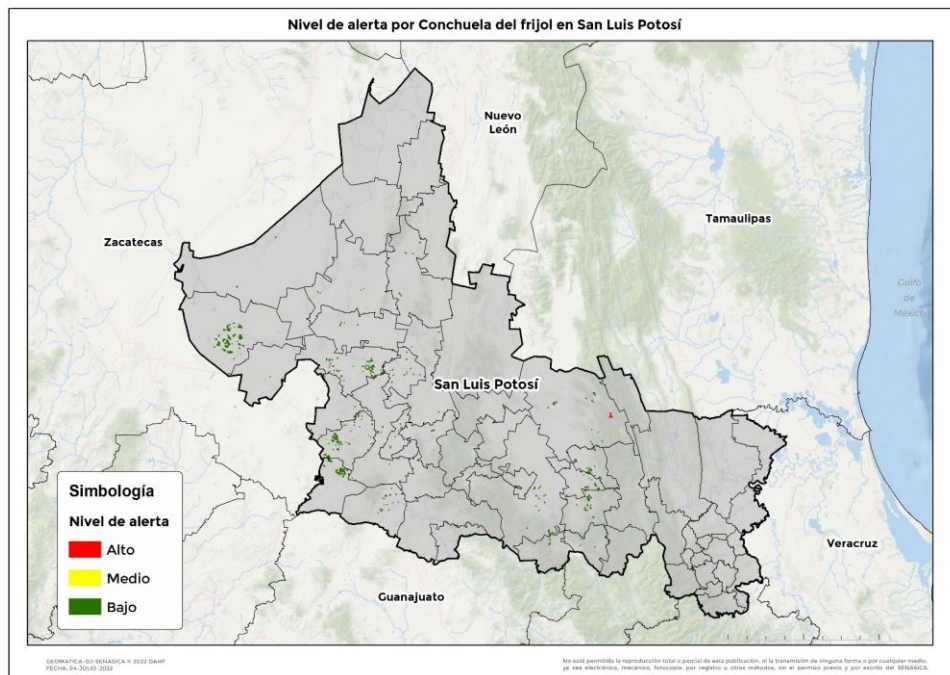 Nivel de alerta por Conchuela del frijol en San Luis Potosí
Nuevo
León
Tamaulipas
Zacatecas
Golfo
de
México
San Luis Potosí
Simbología
Nivel de alerta
Alto
Medio
Bajo
Veracruz
Guanajuato
GEOMATICA-DJ-SENASICA © 2022 DAHF
FECHA: 04-JULIO-2022
No está permitida la reproducción total o parcial de esta publicación, ni la transmisión de ninguna forma o por cualquier medio,
ya sea electrónico, mecánico, fotocopia, por registro u otros métodos, sin el permiso previo y por escrito del SENASICA.